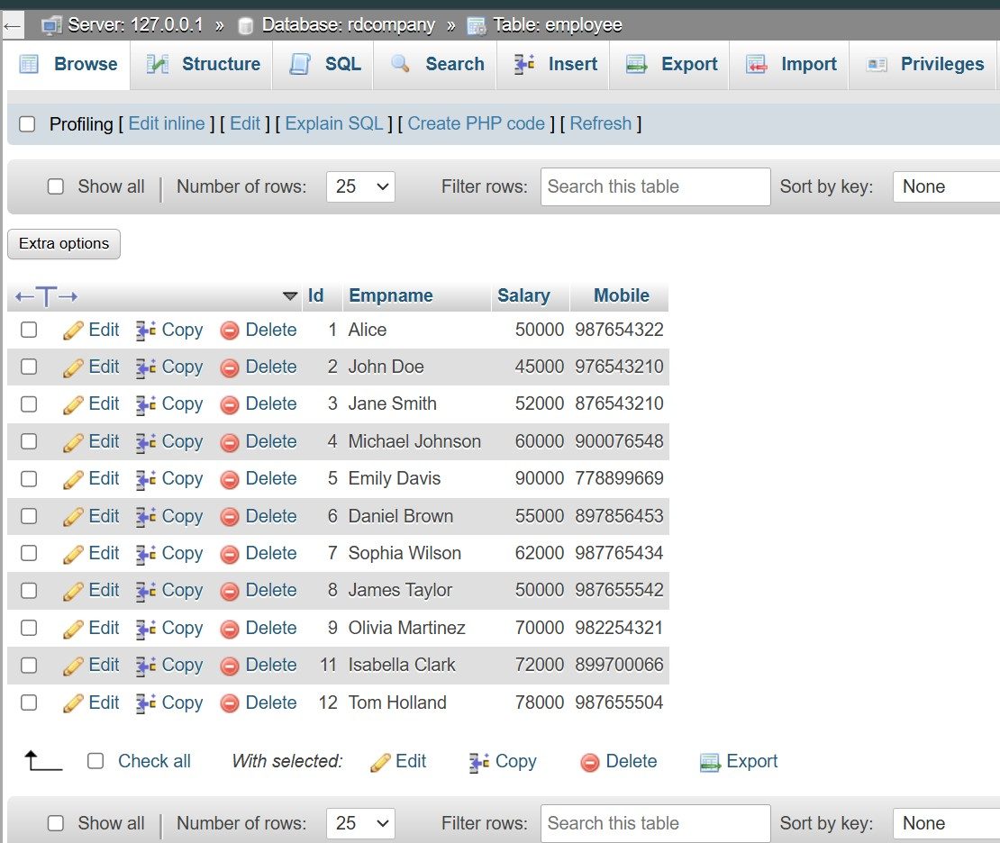 Server: 127.0.0.1 » Database: rdcompany » Table: employee
Browse Structure SQL Search Insert Export Import Privileges
Profiling [ Edit inline ] [ Edit ] [ Explain SQL ] [ Create PHP code ] [ Refresh ]
Show all Number of rows: 25 Filter rows: Search this table Sort by key: None
Extra options
←T→ Id Empname Salary Mobile
Edit Copy Delete 1 Alice 50000 987654322
Edit Copy Delete 2 John Doe 45000 976543210
Edit Copy Delete 3 Jane Smith 52000 876543210
Edit Copy Delete 4 Michael Johnson 60000 900076548
Edit Copy Delete 5 Emily Davis 90000 778899669
Edit Copy Delete 6 Daniel Brown 55000 897856453
Edit Copy Delete 7 Sophia Wilson 62000 987765434
Edit Copy Delete 8 James Taylor 50000 987655542
Edit Copy Delete 9 Olivia Martinez 70000 982254321
Edit Copy Delete 11 Isabella Clark 72000 899700066
Edit Copy Delete 12 Tom Holland 78000 987655504
Check all With selected: Edit Copy Delete Export
Show all Number of rows: 25 Filter rows: Search this table Sort by key: None